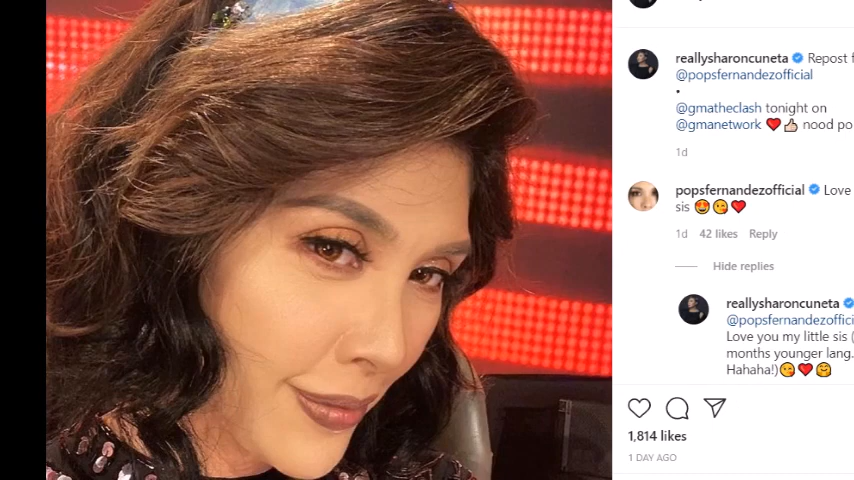 reallysharoncuneta Repost f
@popsfernandezofficial
•
@gmatheclash tonight on
@gmanetwork ❤️👍🏻 nood po
1d
popsfernandezofficial Love
sis 😍😘❤️
1d 42 likes Reply
Hide replies
reallysharoncuneta
@popsfernandezoffici
Love you my little sis (
months younger lang.
Hahaha!)😘❤️🤗
1,814 likes
1 DAY AGO